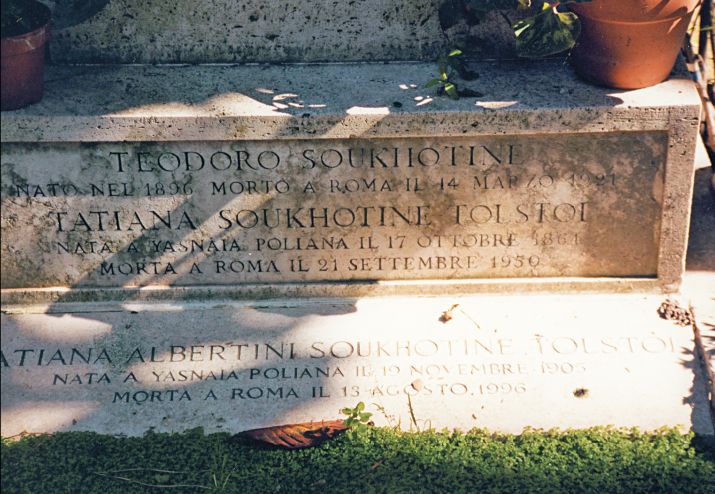 TEODORO SOUKHOTINE
NATO NEL 1896 MORTO A ROMA IL 14 MARZO 1921
TATIANA SOUKHOTINE TOLSTOI
NATA A YASNAIA POLIANA IL 17 OTTOBRE 1864
MORTA A ROMA IL 21 SETTEMBRE 1950
TATIANA ALBERTINI SOUKHOTINE TOLSTOI
NATA A YASNAIA POLIANA IL 19 NOVEMBRE 1905
MORTA A ROMA IL 13 AGOSTO 1996